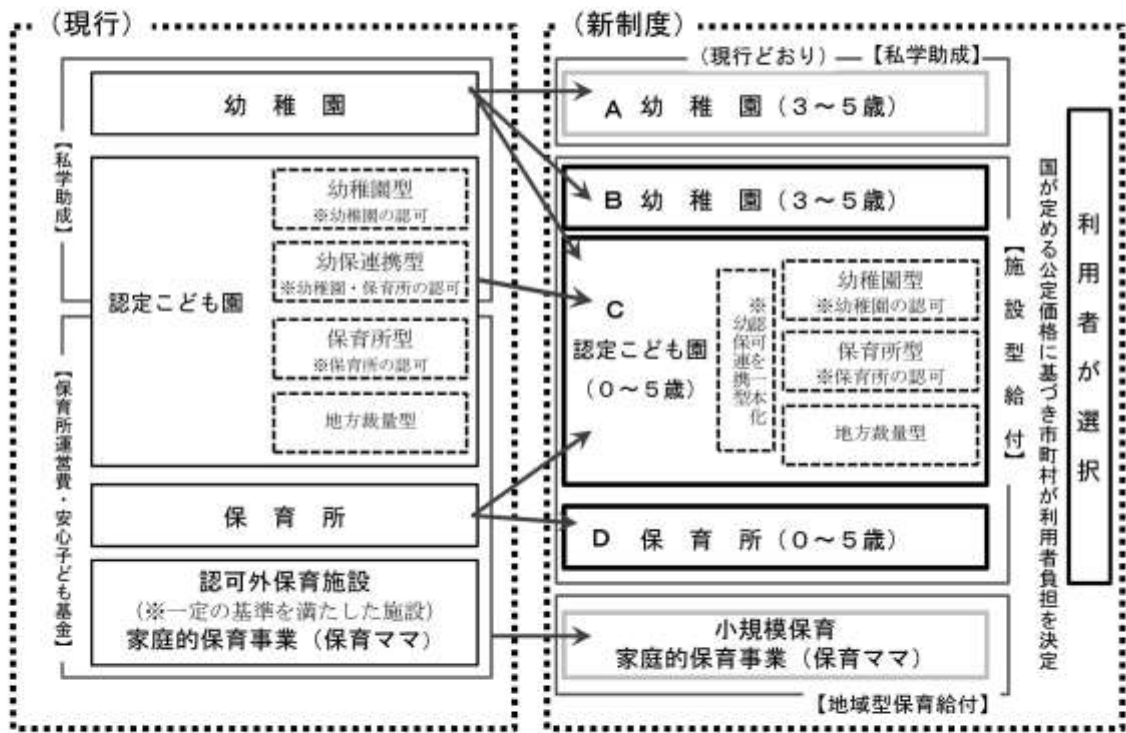 （現行）
幼　稚　園
【私学助成】
認定こども園
幼稚園型
※幼稚園の認可
幼保連携型
※幼稚園・保育所の認可
保育所型
※保育所の認可
地方裁量型
【保育所運営費・安心子ども基金】
保　育　所
認可外保育施設
（※一定の基準を満たした施設）
家庭的保育事業（保育ママ）
（新制度）
（現行どおり）
【私学助成】
A　幼　稚　園（３～５歳）
B　幼　稚　園（３～５歳）
C
認定こども園
（０～５歳）
幼保連携型
※認可を一本化
幼稚園型
※幼稚園の認可
保育所型
※保育所の認可
地方裁量型
D　保　育　所（０～５歳）
【施設型給付】
小規模保育
家庭的保育事業（保育ママ）
【地域型保育給付】
国が定める公定価格に基づき市町村が利用者負担を決定
利用者が選択